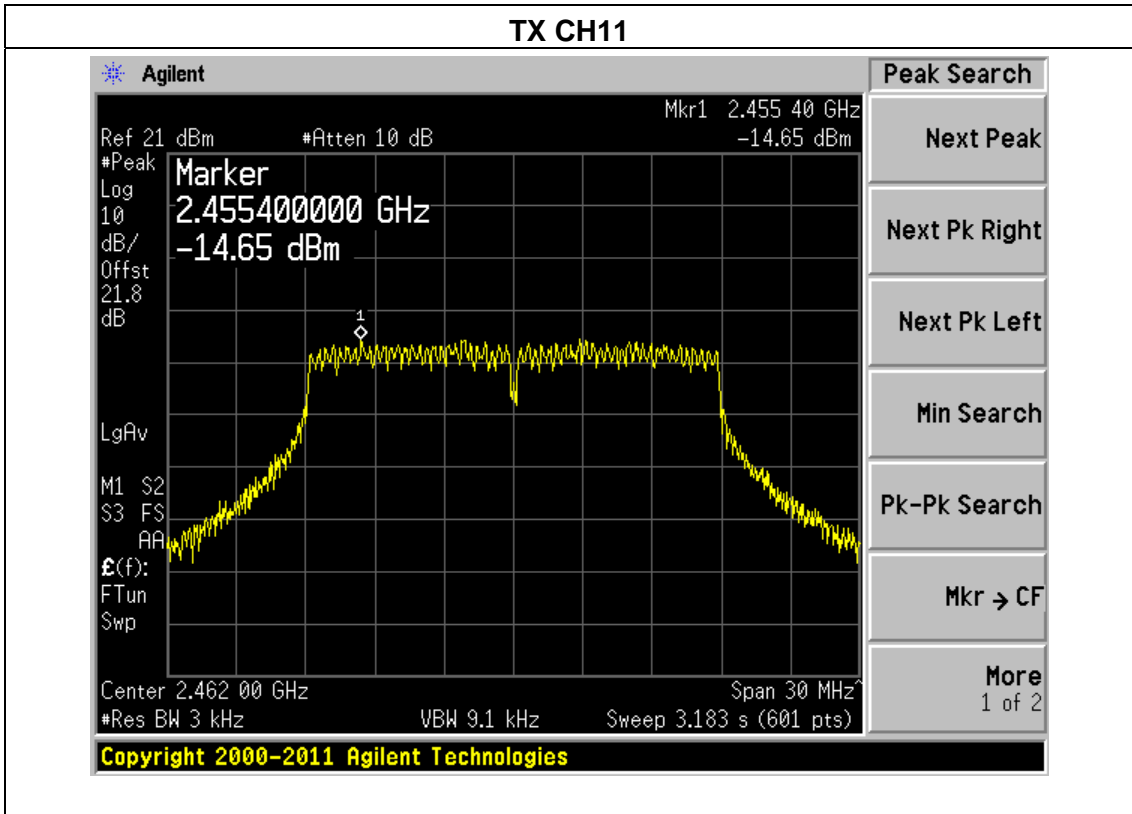 TX CH11
Agilent
Peak Search
Mkr1 2.455 40 GHz
Ref 21 dBm #Atten 10 dB -14.65 dBm
#Peak
Log
10
dB/
Offst
21.8
dB
Marker
2.455400000 GHz
-14.65 dBm
1
LgAv
M1 S2
S3 FS
AA
£(f):
FTun
Swp
Center 2.462 00 GHz Span 30 MHz^
#Res BW 3 kHz VBW 9.1 kHz Sweep 3.183 s (601 pts)
Copyright 2000-2011 Agilent Technologies
Next Peak
Next Pk Right
Next Pk Left
Min Search
Pk-Pk Search
Mkr → CF
More
1 of 2